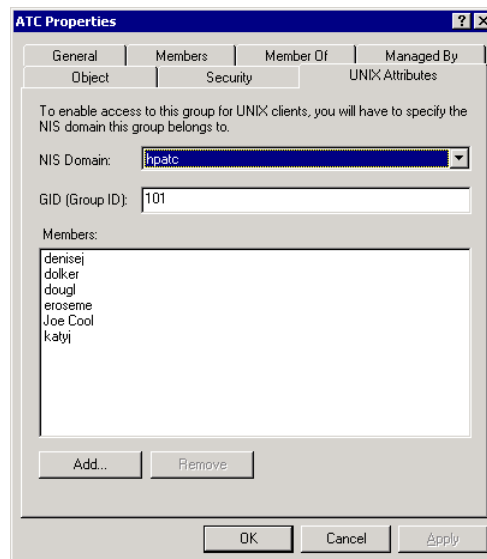 ATC Properties
General Members Member Of Managed By
Object Security UNIX Attributes
To enable access to this group for UNIX clients, you will have to specify the
NIS domain this group belongs to.
NIS Domain: hpatc
GID (Group ID): 101
Members:
denisej
dolker
dougl
eroseme
Joe Cool
katyj
Add... Remove
OK Cancel Apply